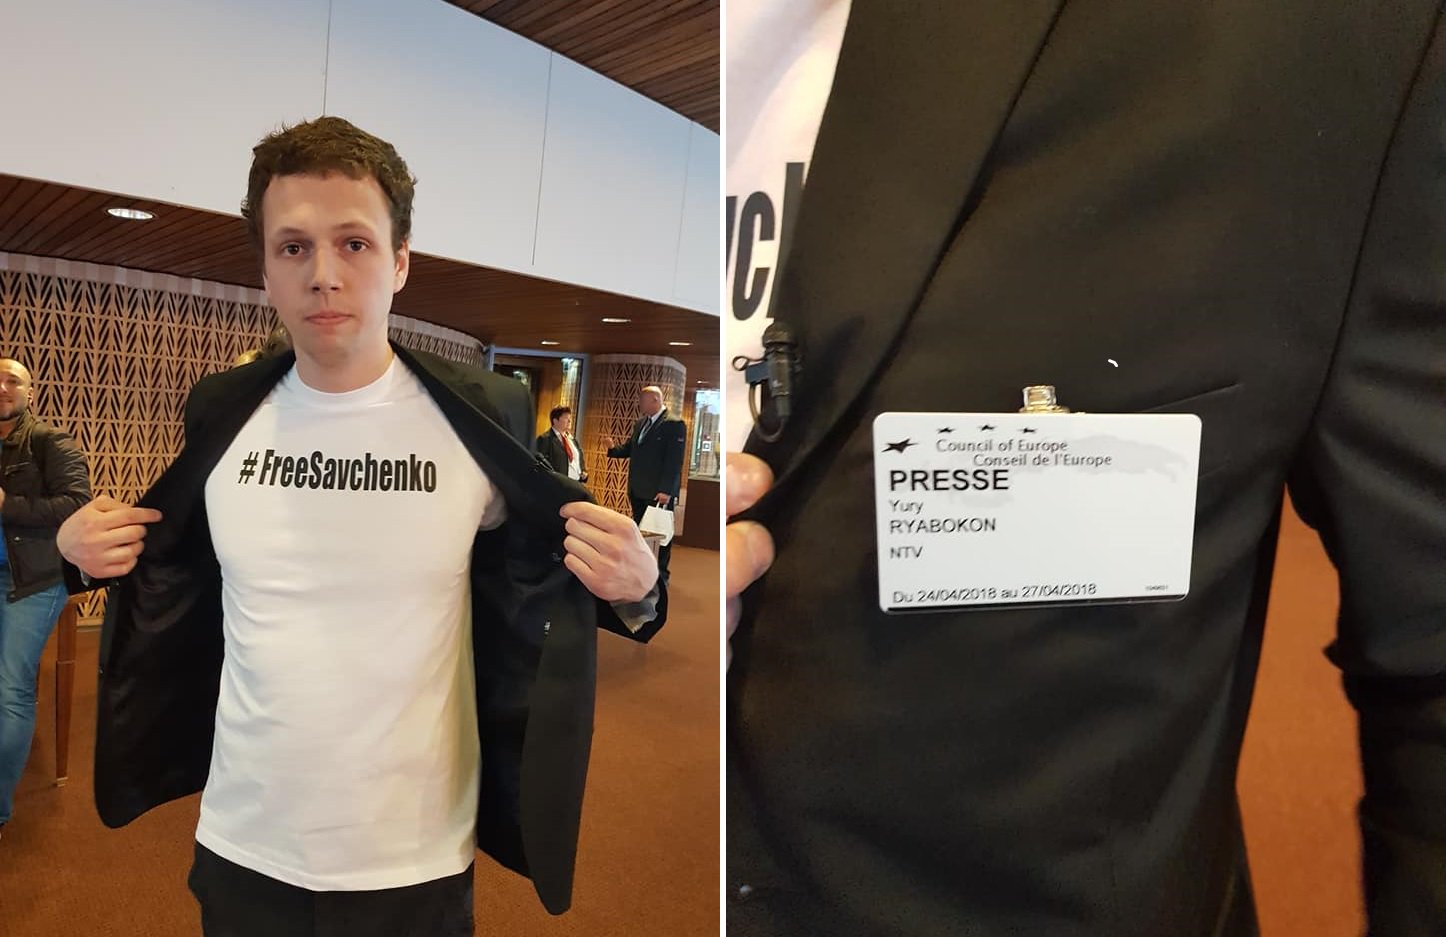 #FreeSavchenko
Council of Europe
Conseil de l'Europe
PRESSE
Yury
RYABOKON
NTV
Du 24/04/2018 au 27/04/2018